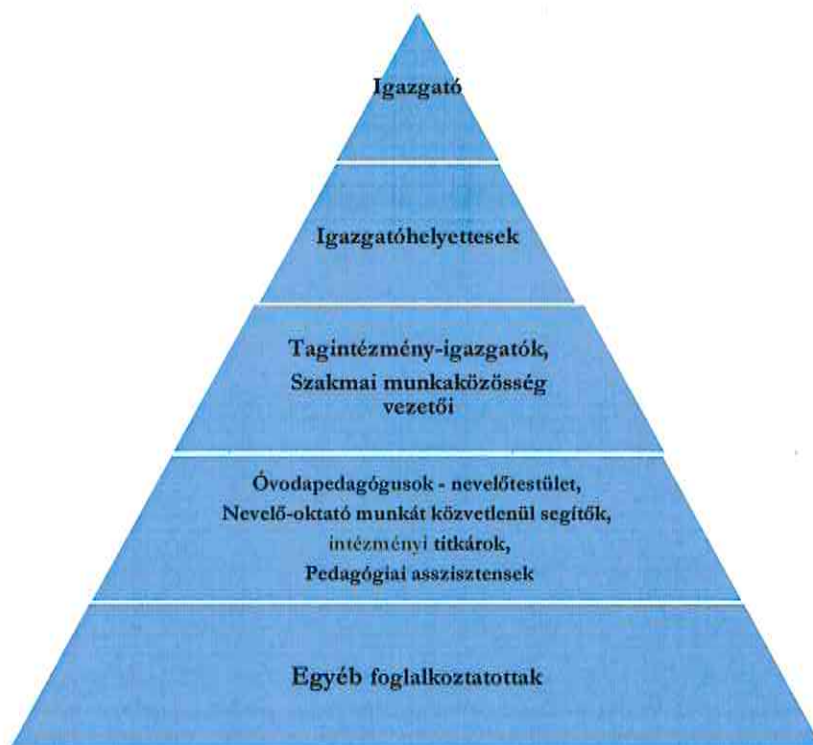 Igazgató
Igazgatóhelyettesek
Tagintézmény-igazgatók,
Szakmai munkaközösség
vezetői
Óvodapedagógusok - nevelőtestület,
Nevelő-oktató munkát közvetlenül segítők,
intézményi titkárok,
Pedagógiai asszisztensek
Egyéb foglalkoztatottak